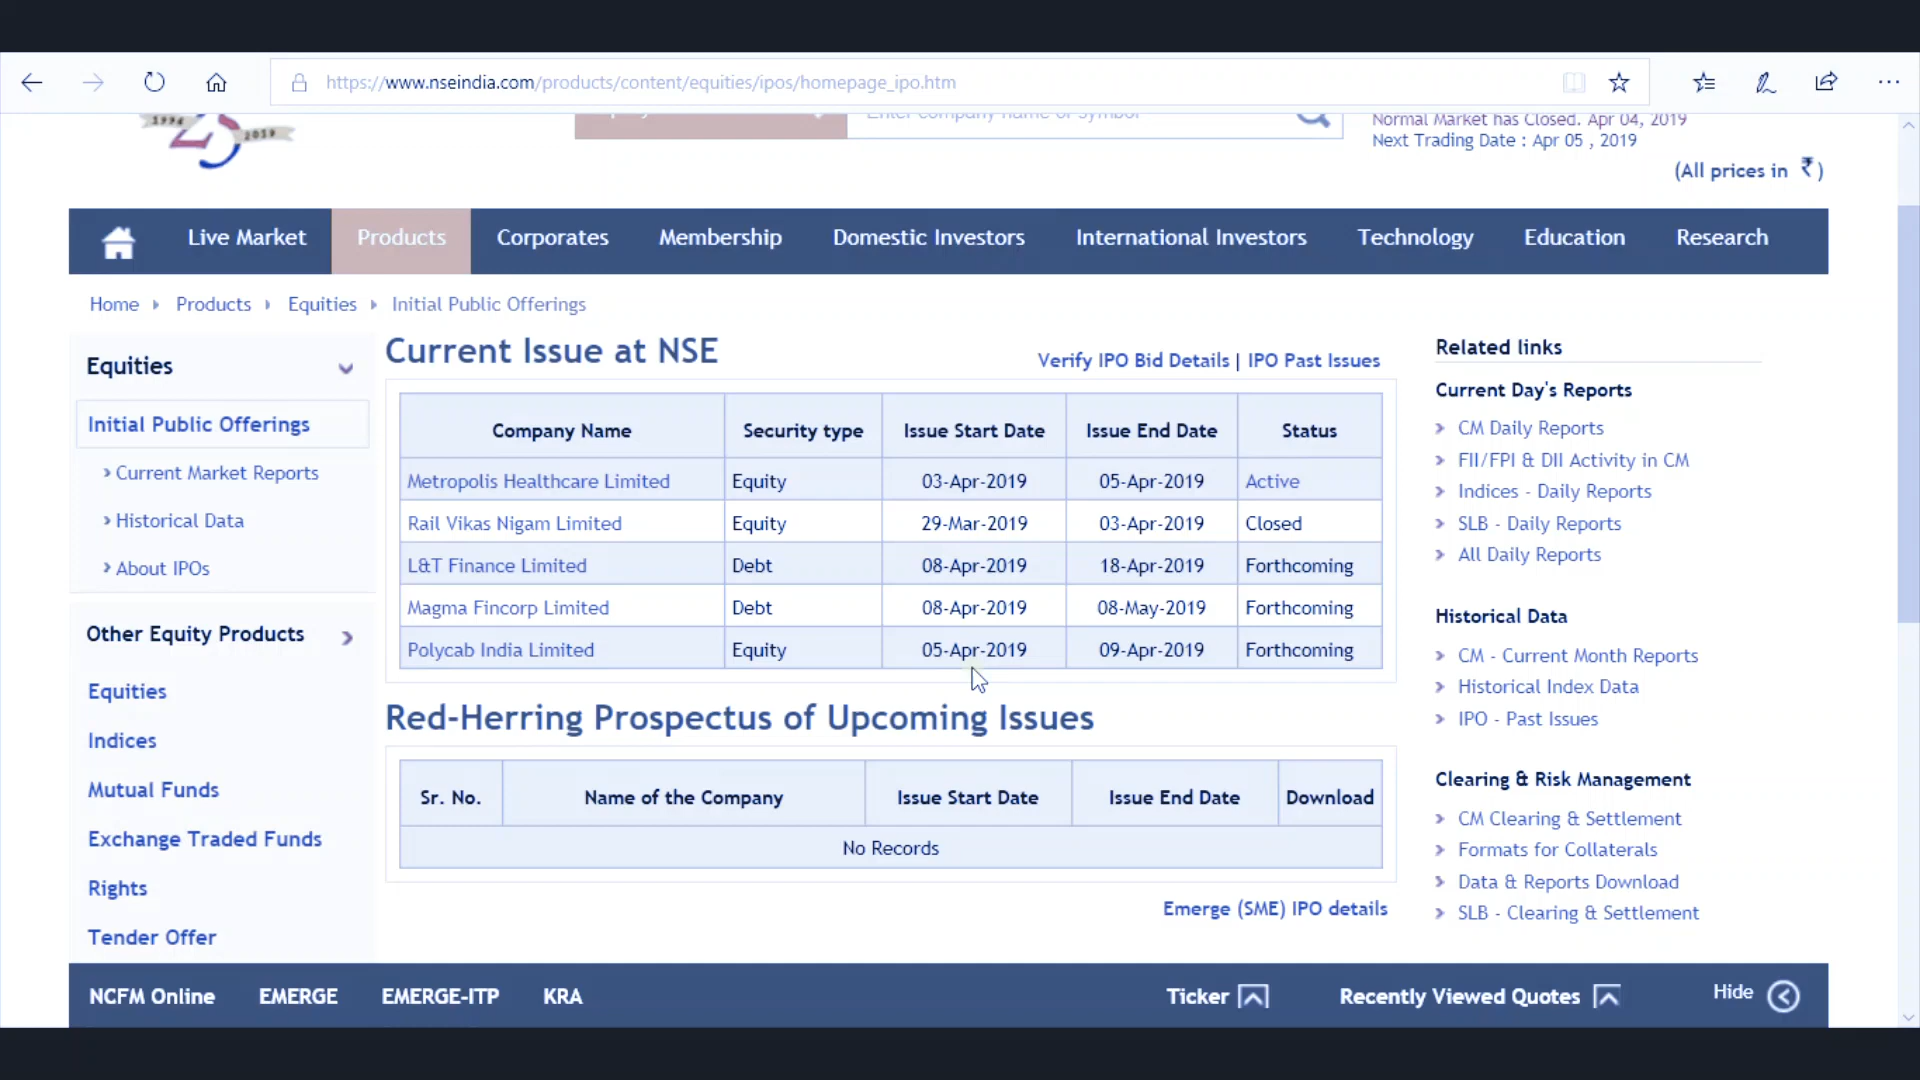 https://www.nseindia.com/products/content/equities/ipos/homepage_ipo.htm
1994
2019
Enter company name or symbol
Normal Market has Closed. Apr 04, 2019
Next Trading Date : Apr 05 , 2019
(All prices in ₹ )
Live Market Products Corporates Membership Domestic Investors International Investors Technology Education Research
Home Products Equities Initial Public Offerings
Equities
Initial Public Offerings
Current Market Reports
Historical Data
About IPOs
Other Equity Products
Equities
Indices
Mutual Funds
Exchange Traded Funds
Rights
Tender Offer
Current Issue at NSE
Verify IPO Bid Details | IPO Past Issues
Company Name Security type Issue Start Date Issue End Date Status
Metropolis Healthcare Limited Equity 03-Apr-2019 05-Apr-2019 Active
Rail Vikas Nigam Limited Equity 29-Mar-2019 03-Apr-2019 Closed
L&T Finance Limited Debt 08-Apr-2019 18-Apr-2019 Forthcoming
Magma Fincorp Limited Debt 08-Apr-2019 08-May-2019 Forthcoming
Polycab India Limited Equity 05-Apr-2019 09-Apr-2019 Forthcoming
Red-Herring Prospectus of Upcoming Issues
Sr. No. Name of the Company Issue Start Date Issue End Date Download
No Records
Emerge (SME) IPO details
Related links
Current Day's Reports
CM Daily Reports
FII/FPI & DII Activity in CM
Indices - Daily Reports
SLB - Daily Reports
All Daily Reports
Historical Data
CM - Current Month Reports
Historical Index Data
IPO - Past Issues
Clearing & Risk Management
CM Clearing & Settlement
Formats for Collaterals
Data & Reports Download
SLB - Clearing & Settlement
NCFM Online EMERGE EMERGE-ITP KRA Ticker Recently Viewed Quotes Hide